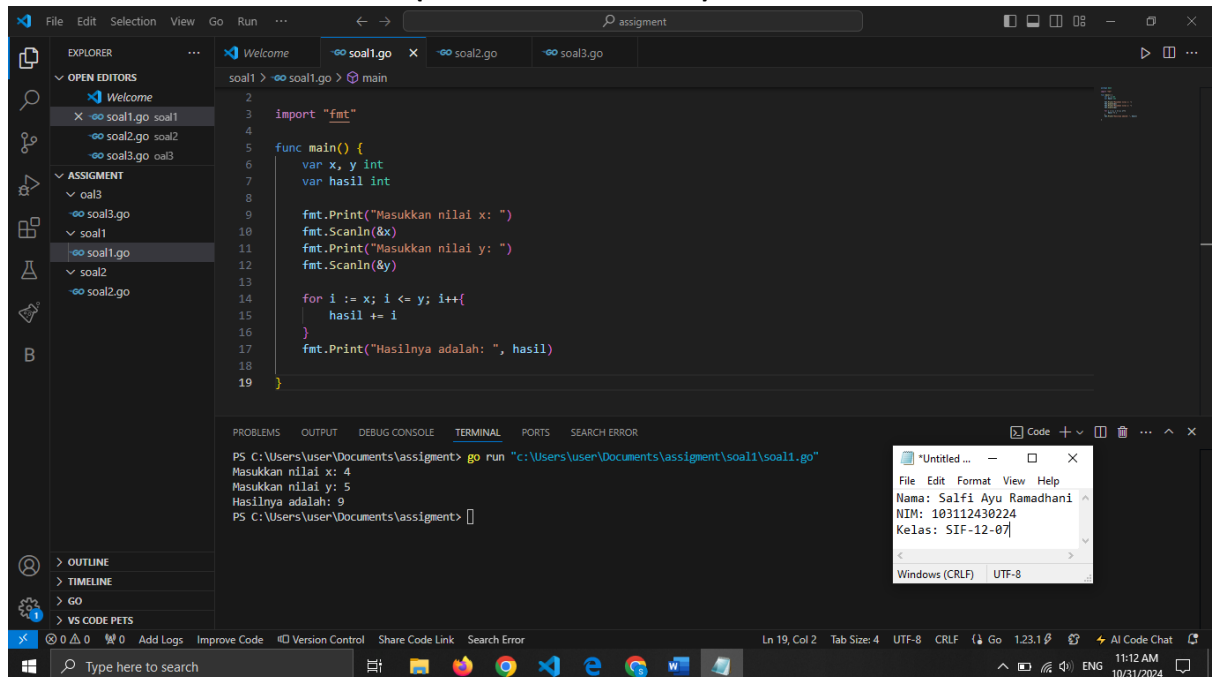 File Edit Selection View Go Run ... assigment
EXPLORER ...
OPEN EDITORS
Welcome
soal1.go soal1
soal2.go soal2
soal3.go oal3
ASSIGMENT
oal3
soal3.go
soal1
soal1.go
soal2
soal2.go
OUTLINE
TIMELINE
GO
VS CODE PETS
Welcome soal1.go soal2.go soal3.go
soal1 > soal1.go > main
2
3 import "fmt"
4
5 func main() {
6 var x, y int
7 var hasil int
8
9 fmt.Print("Masukkan nilai x: ")
10 fmt.Scanln(&x)
11 fmt.Print("Masukkan nilai y: ")
12 fmt.Scanln(&y)
13
14 for i := x; i <= y; i++{
15 hasil += i
16 }
17 fmt.Print("Hasilnya adalah: ", hasil)
18
19 }
PROBLEMS OUTPUT DEBUG CONSOLE TERMINAL PORTS SEARCH ERROR Code
PS C:\Users\user\Documents\assigment> go run "c:\Users\user\Documents\assigment\soal1\soal1.go"
Masukkan nilai x: 4
Masukkan nilai y: 5
Hasilnya adalah: 9
PS C:\Users\user\Documents\assigment>
*Untitled ...
File Edit Format View Help
Nama: Salfi Ayu Ramadhani
NIM: 103112430224
Kelas: SIF-12-07
Windows (CRLF) UTF-8
0 0 0 Add Logs Improve Code Version Control Share Code Link Search Error Ln 19, Col 2 Tab Size: 4 UTF-8 CRLF Go 1.23.1 AI Code Chat
Type here to search ENG 11:12 AM
10/31/2024